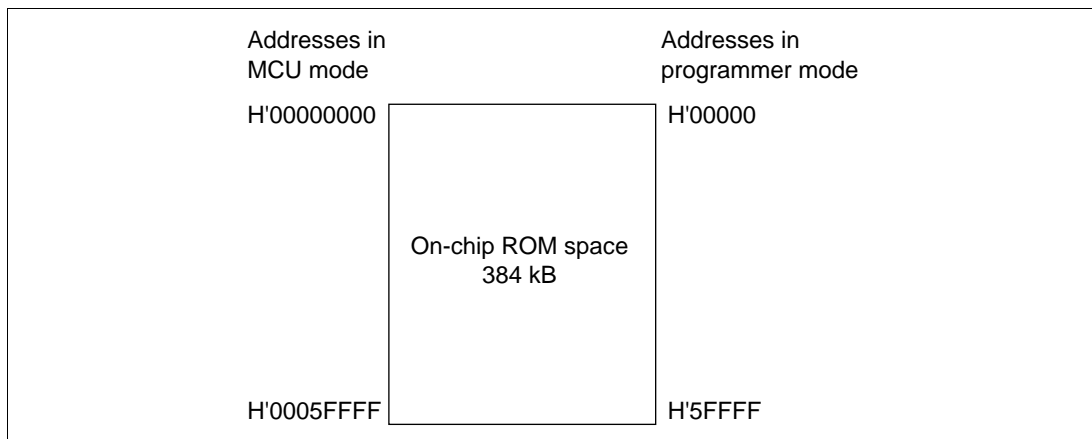 Addresses in
MCU mode
Addresses in
programmer mode
H'00000000
H'00000
On-chip ROM space
384 kB
H'0005FFFF
H'5FFFF